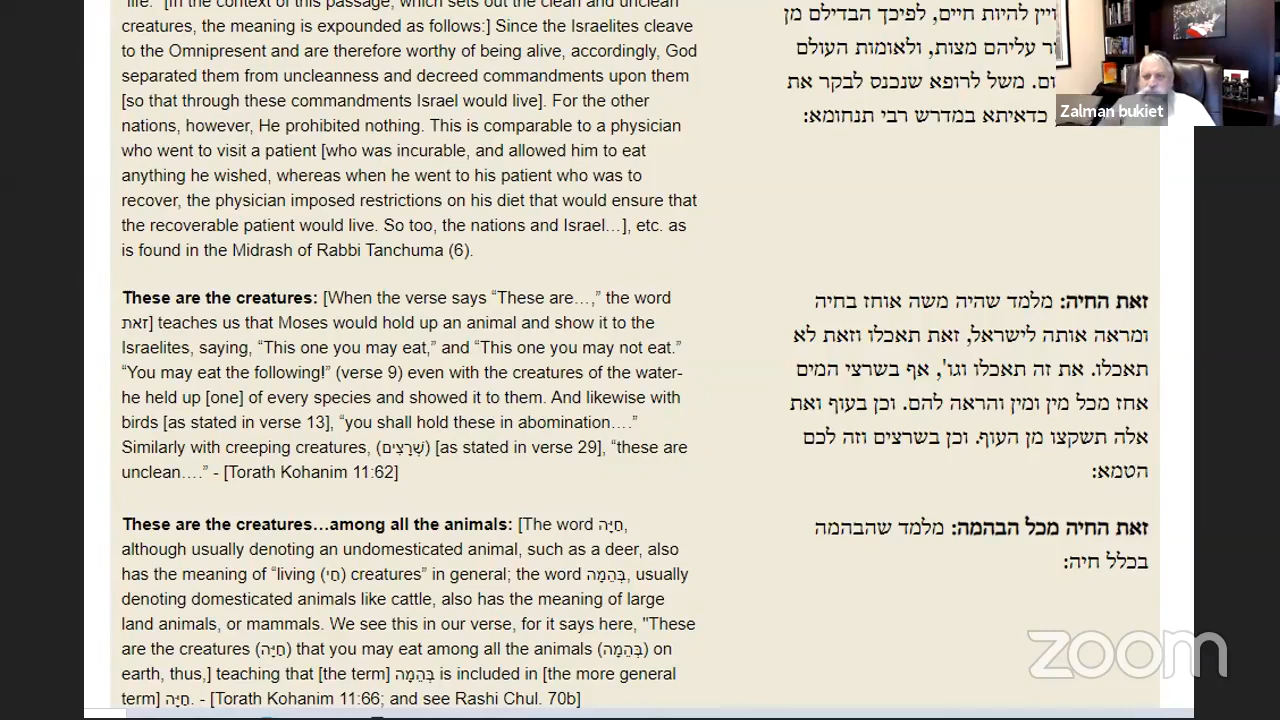 "life." [In the context of this passage, which sets out the clean and unclean
creatures, the meaning is expounded as follows:] Since the Israelites cleave
to the Omnipresent and are therefore worthy of being alive, accordingly, God
separated them from uncleanness and decreed commandments upon them
[so that through these commandments Israel would live]. For the other
nations, however, He prohibited nothing. This is comparable to a physician
who went to visit a patient [who was incurable, and allowed him to eat
anything he wished, whereas when he went to his patient who was to
recover, the physician imposed restrictions on his diet that would ensure that
the recoverable patient would live. So too, the nations and Israel…], etc. as
is found in the Midrash of Rabbi Tanchuma (6).
להיות חיים, לפיכך הבדילם מן
עליהם מצות, ולאומות העולם
משל לרופא שנכנס לבקר את
כדאיתא במדרש רבי תנחומא:
Zalman bukiet
These are the creatures: [When the verse says “These are…,” the word
זאת] teaches us that Moses would hold up an animal and show it to the
Israelites, saying, “This one you may eat,” and “This one you may not eat.”
“You may eat the following!” (verse 9) even with the creatures of the water-
he held up [one] of every species and showed it to them. And likewise with
birds [as stated in verse 13], “you shall hold these in abomination….”
Similarly with creeping creatures, (שְׁרָצִים) [as stated in verse 29], “these are
unclean….” - [Torath Kohanim 11:62]
זאת החיה: מלמד שהיה משה אוחז בחיה
ומראה אותה לישראל, זאת תאכלו וזאת לא
תאכלו. את זה תאכלו וגו', אף בשרצי המים
אחז מכל מין ומין והראה להם. וכן בעוף ואת
אלה תשקצו מן העוף. וכן בשרצים וזה לכם
הטמא:
These are the creatures…among all the animals: [The word חַיָּה,
although usually denoting an undomesticated animal, such as a deer, also
has the meaning of “living (חַי) creatures” in general; the word בְּהֵמָה, usually
denoting domesticated animals like cattle, also has the meaning of large
land animals, or mammals. We see this in our verse, for it says here, "These
are the creatures (חַיָּה) that you may eat among all the animals (בְּהֵמָה) on
earth, thus,] teaching that [the term] בְּהֵמָה is included in [the more general
term] חַיָּה. - [Torath Kohanim 11:66; and see Rashi Chul. 70b]
זאת החיה מכל הבהמה: מלמד שהבהמה
בכלל חיה:
zoom